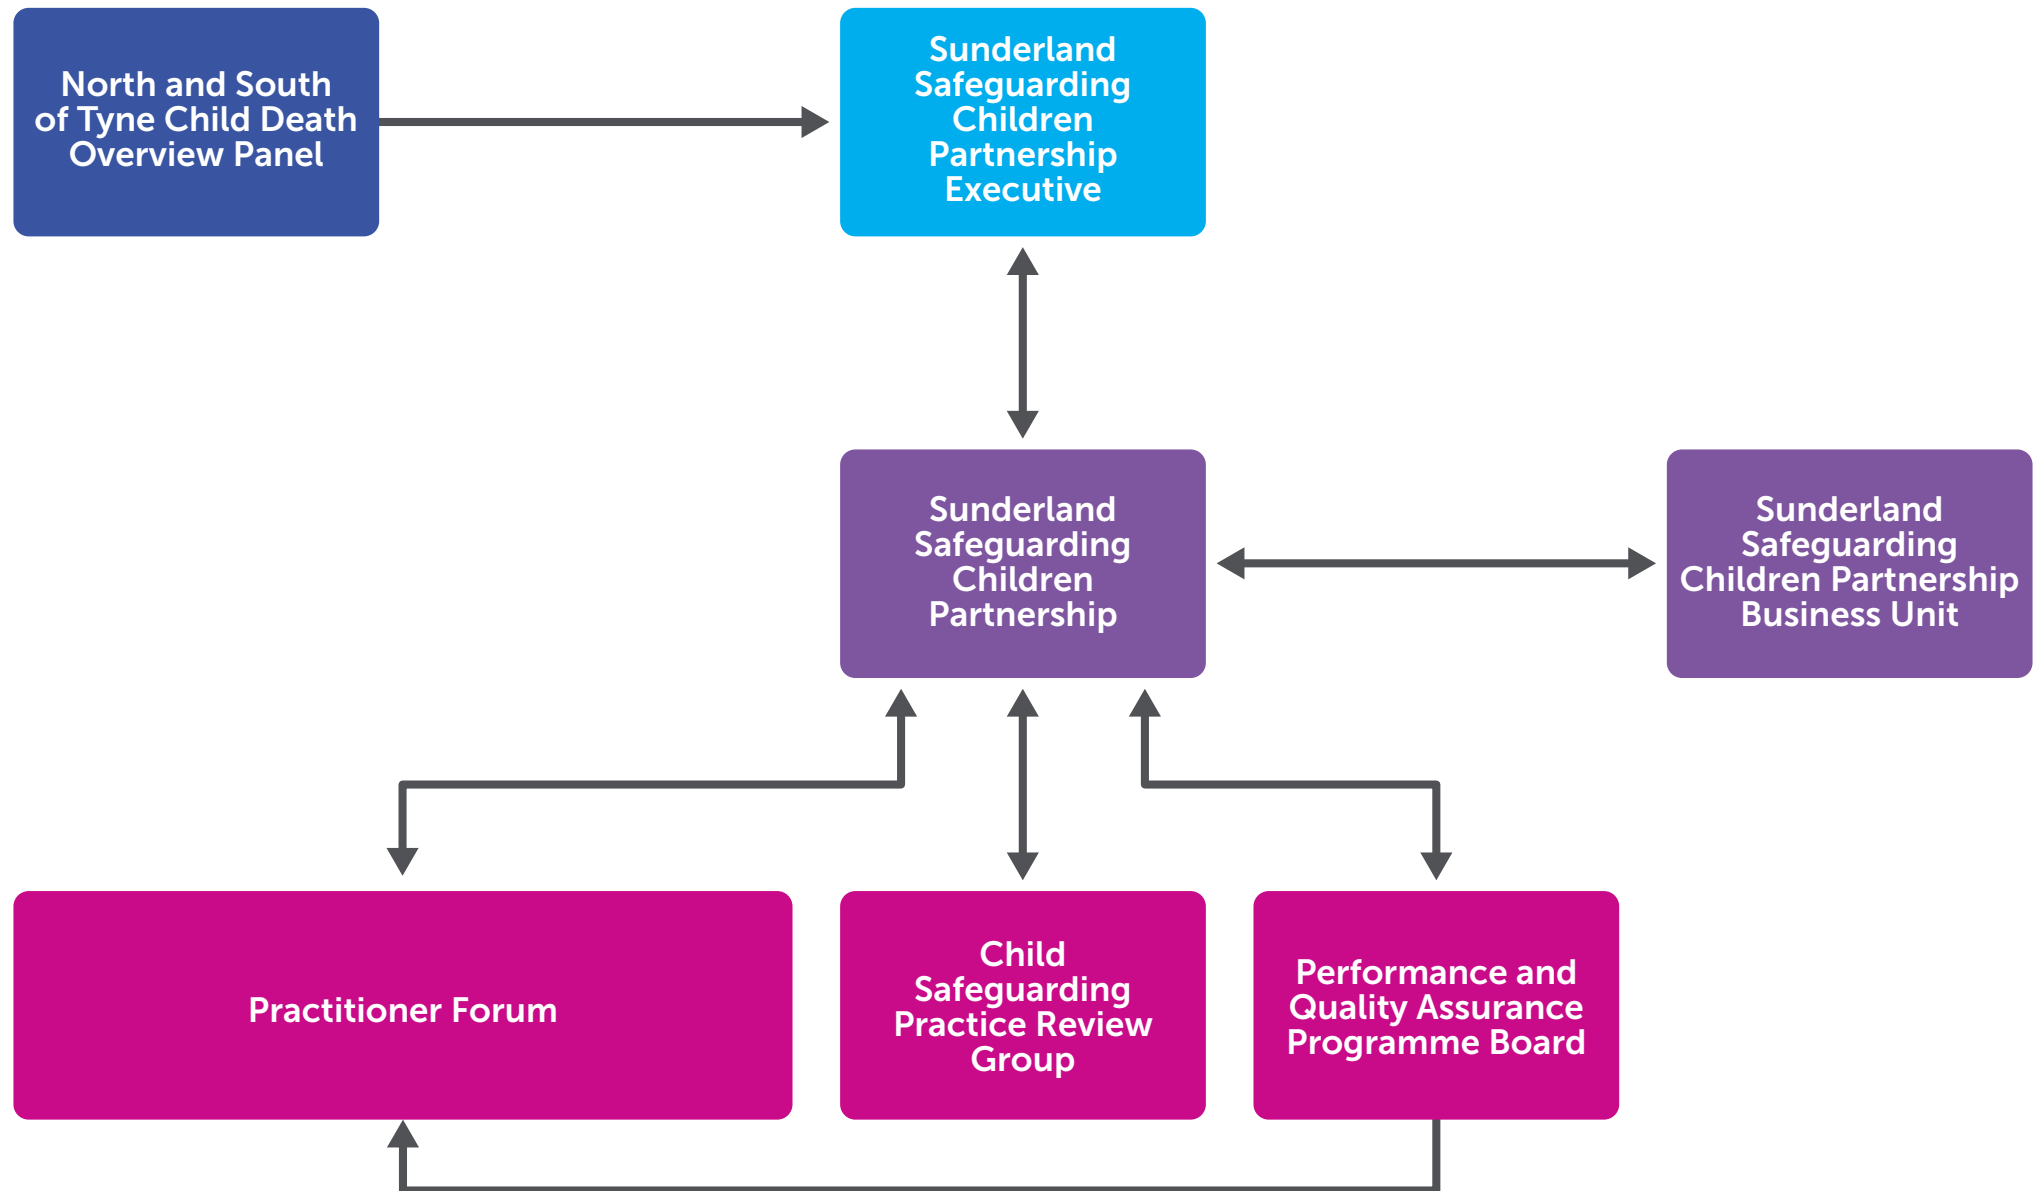 North and South
of Tyne Child Death
Overview Panel
Sunderland
Safeguarding
Children
Partnership
Executive
Sunderland
Safeguarding
Children
Partnership
Sunderland
Safeguarding
Children Partnership
Business Unit
Practitioner Forum
Child
Safeguarding
Practice Review
Group
Performance and
Quality Assurance
Programme Board